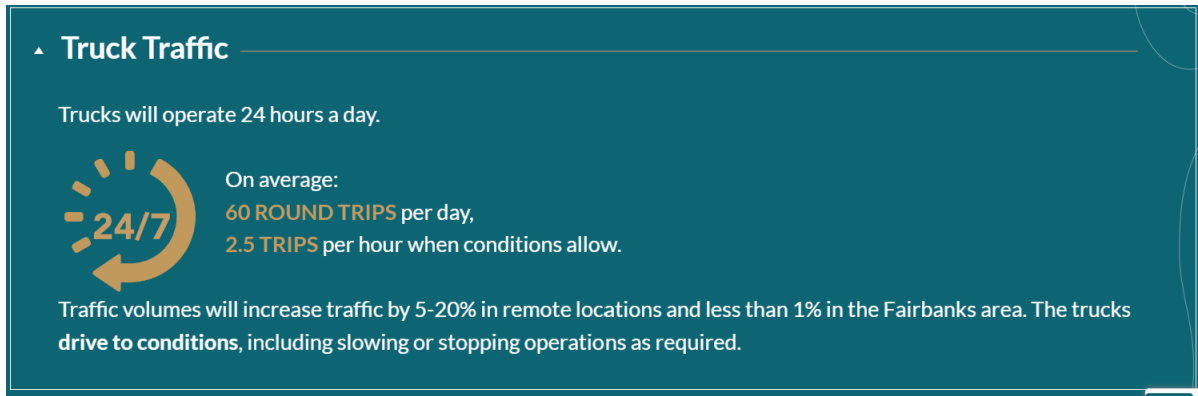 Truck Traffic
Trucks will operate 24 hours a day.
24/7
On average:
60 ROUND TRIPS per day,
2.5 TRIPS per hour when conditions allow.
Traffic volumes will increase traffic by 5-20% in remote locations and less than 1% in the Fairbanks area. The trucks
drive to conditions, including slowing or stopping operations as required.